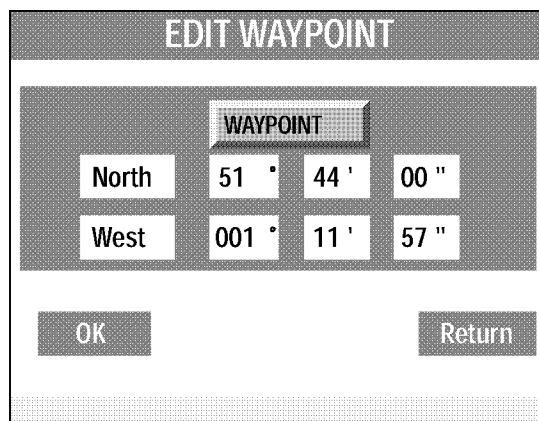 EDIT WAYPOINT
WAYPOINT
North 51 ° 44 ' 00 "
West 001 ° 11 ' 57 "
OK Return